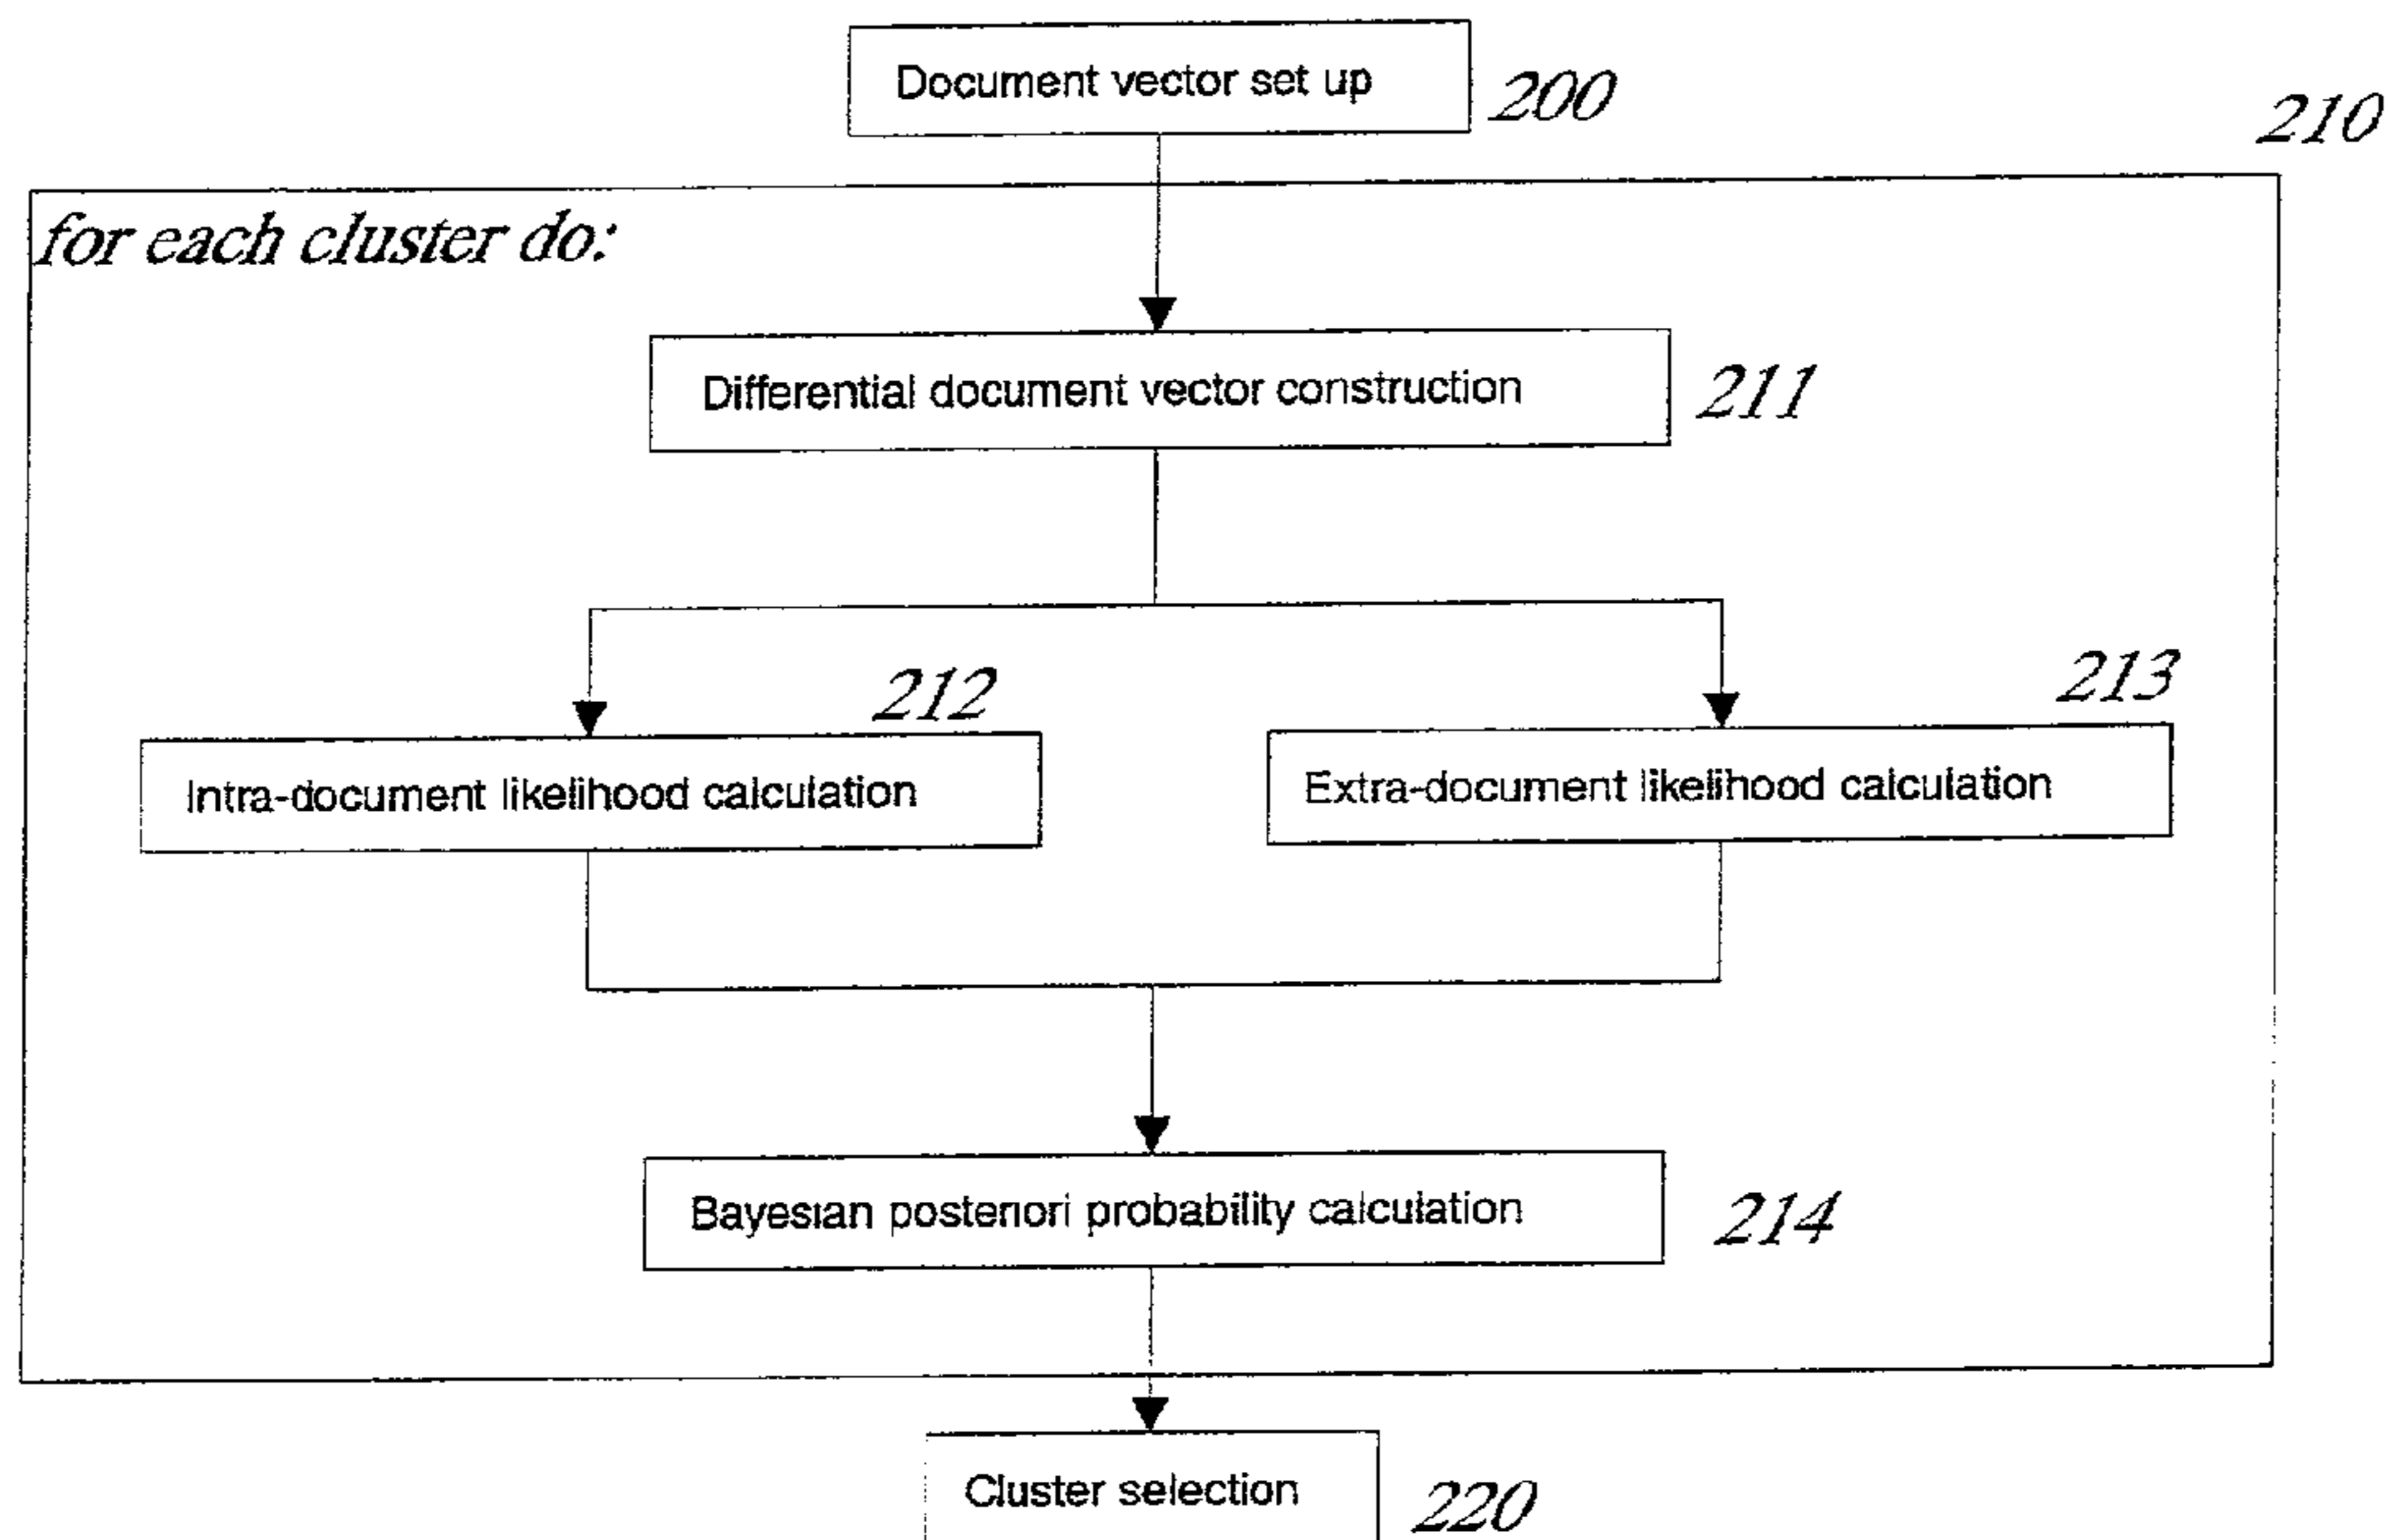 Document vector set up
200
210
for each cluster do:
Differential document vector construction
211
212
213
Intra-document likelihood calculation
Extra-document likelihood calculation
Bayesian posteriori probability calculation
214
Cluster selection
220